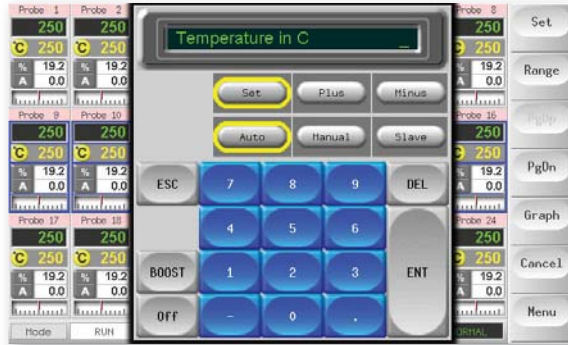 Probe 1 Probe 2 Probe 8
250 250 250
Temperature in C _
Set
°C 250 °C 250 250
% 19.2 % 19.2 % 19.2
A 0.0 A 0.0 A 0.0
Range
Set Plus Minus
Probe 9 Probe 10 Probe 16
PgUp
250 250 250
Auto Manual Slave
°C 250 °C 250 250
% 19.2 % 19.2 % 19.2
PgDn
A 0.0 A 0.0 A 0.0
ESC 7 8 9 DEL
Probe 17 Probe 18 Probe 24
Graph
250 250 250
4 5 6
°C 250 °C 250 250
Cancel
% 19.2 % 19.2 % 19.2
BOOST 1 2 3 ENT
A 0.0 A 0.0 A 0.0
Off - 0 .
Menu
Mode RUN